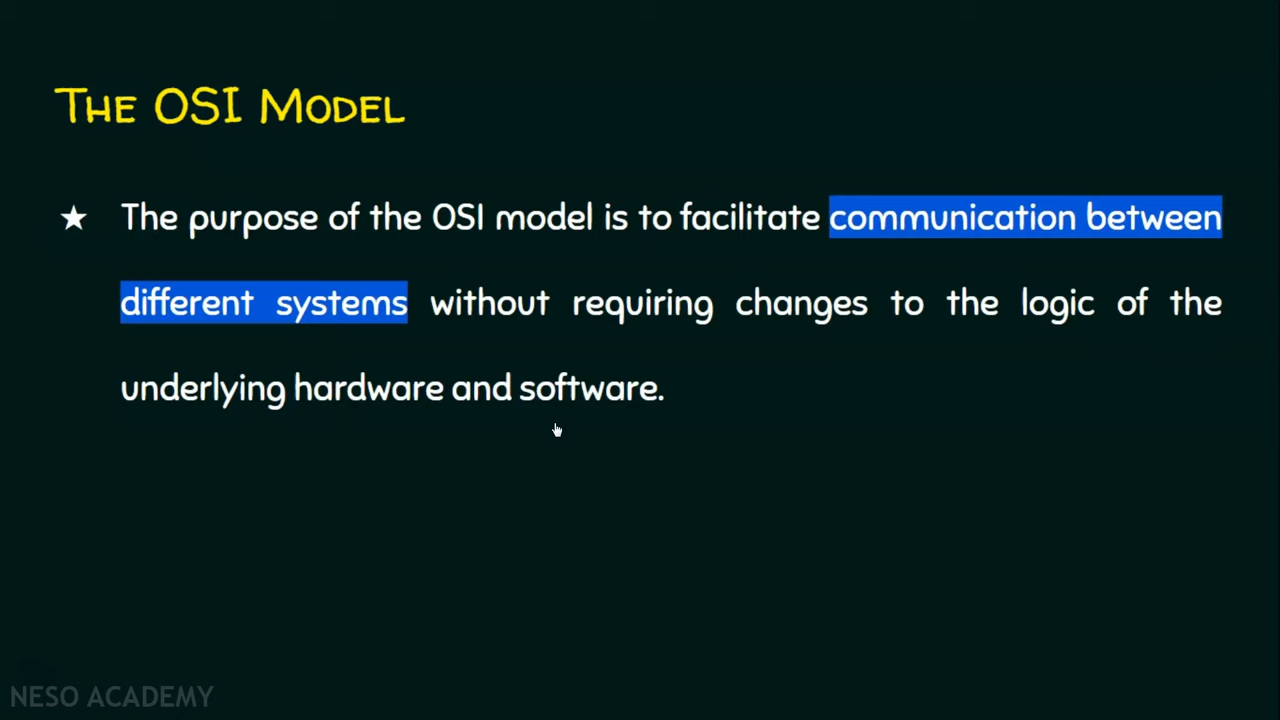 The OSI Model
★ The purpose of the OSI model is to facilitate communication between
different systems without requiring changes to the logic of the
underlying hardware and software.
NESO ACADEMY